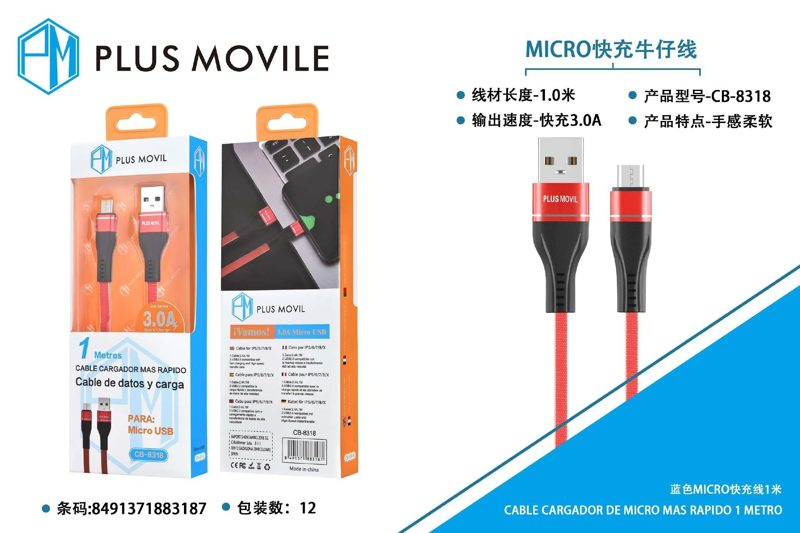 PM PLUS MOVILE
PM
PLUS MOVIL
3.0A
1 Metros
CABLE CARGADOR MAS RAPIDO
Cable de datos y carga
PARA:
Micro USB
CB-8318
PM PLUS MOVIL
¡Vamos! 3.0A Micro USB
CB-8318
Made in china
条码:8491371883187
包装数：12
MICRO快充牛仔线
线材长度-1.0米
产品型号-CB-8318
输出速度-快充3.0A
产品特点-手感柔软
PLUS MOVIL
蓝色MICRO快充线1米
CABLE CARGADOR DE MICRO MAS RAPIDO 1 METRO